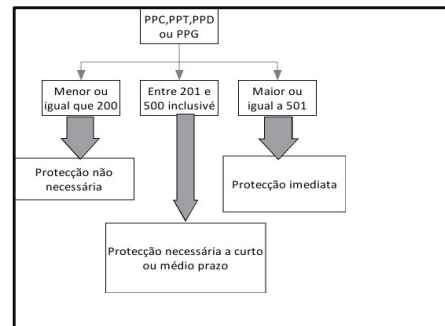 PPC,PPT,PPD
ou PPG
Menor ou
igual que 200
Entre 201 e
500 inclusivé
Maior ou
igual a 501
Protecção não
necessária
Protecção imediata
Protecção necessária a curto
ou médio prazo